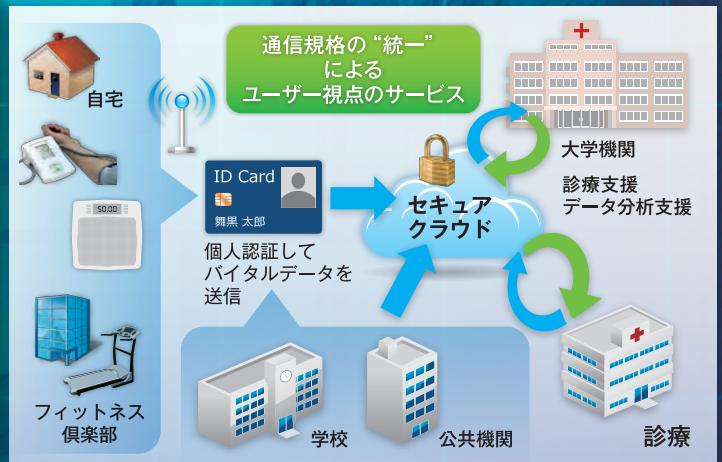 通信規格の“統一”
による
ユーザー視点のサービス
自宅
50.00
フィットネス
倶楽部
ID Card
舞黒 太郎
個人認証して
バイタルデータを
送信
セキュア
クラウド
大学機関
診療支援
データ分析支援
学校
公共機関
診療